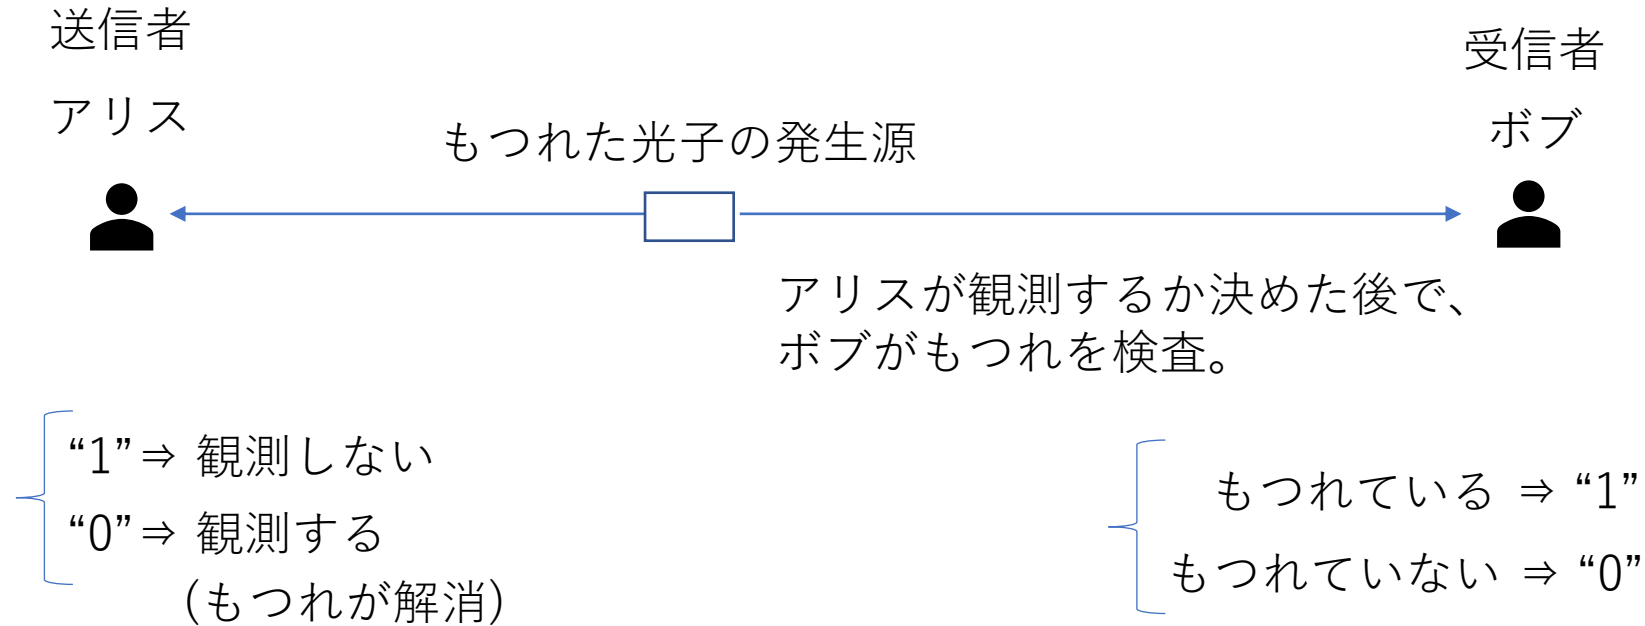 送信者
アリス
受信者
ボブ
もつれた光子の発生源
アリスが観測するか決めた後で、
ボブがもつれを検査。
“1”⇒ 観測しない
“0”⇒ 観測する
(もつれが解消)
もつれている ⇒ “1”
もつれていない ⇒ “0”